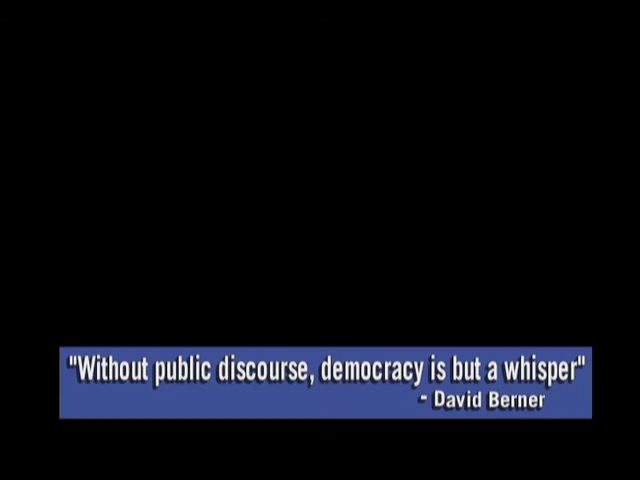 "Without public discourse, democracy is but a whisper"
- David Berner